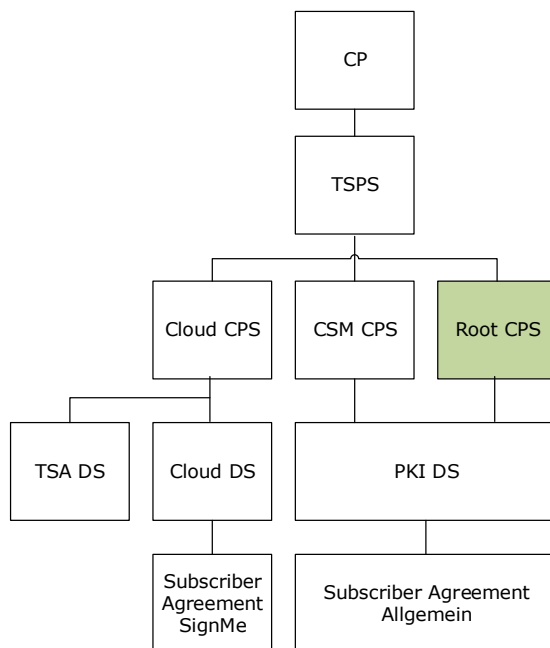 CP
TSPS
Cloud CPS
CSM CPS
Root CPS
TSA DS
Cloud DS
PKI DS
Subscriber
Agreement
SignMe
Subscriber Agreement
Allgemein